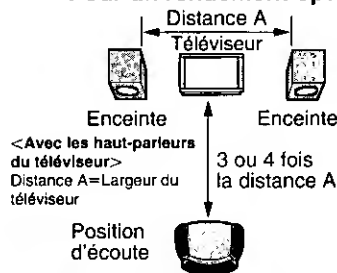 Distance A
Téléviseur
Enceinte
Enceinte
<Avec les haut-parleurs
du téléviseur>
Distance A=Largeur du
téléviseur
3 ou 4 fois
la distance A
Position
d'écoute